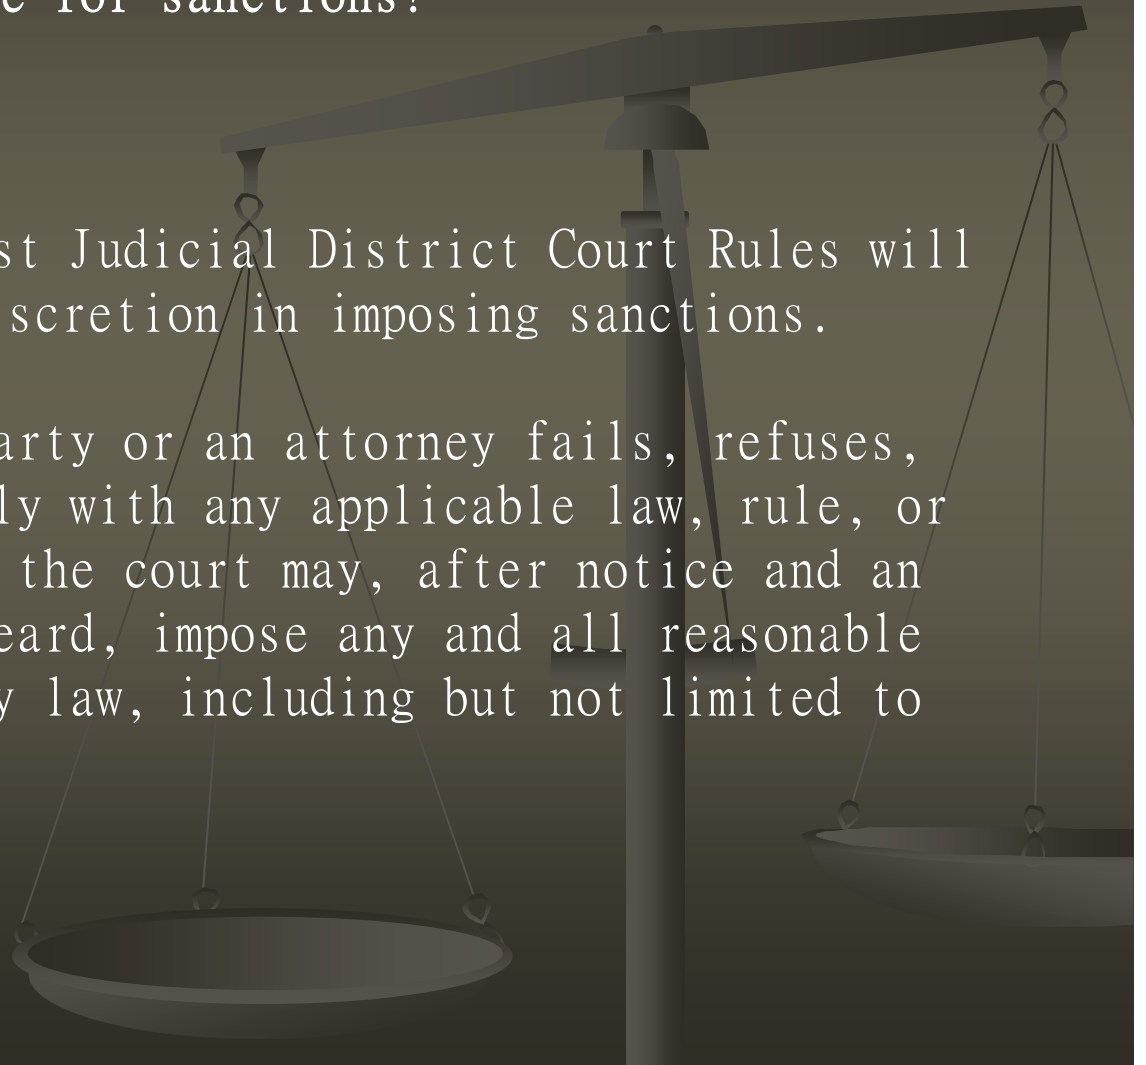 for sanctions?
st Judicial District Court Rules will
scretion in imposing sanctions.
arty or an attorney fails, refuses,
ly with any applicable law, rule, or
the court may, after notice and an
eard, impose any and all reasonable
y law, including but not limited to